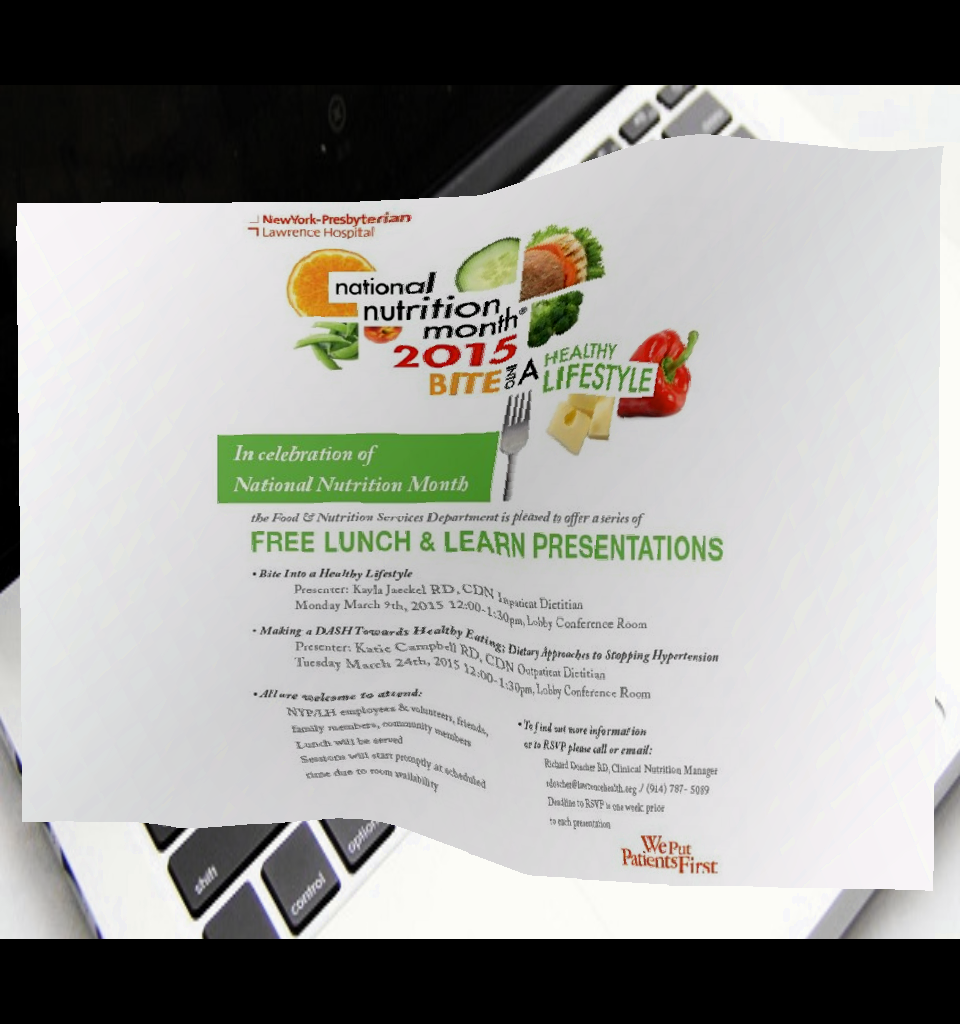 NewYork-Presbyterian
Lawrence Hospital
national
nutrition
month®
2015
BITE INTO A HEALTHY LIFESTYLE
In celebration of
National Nutrition Month
the Food & Nutrition Services Department is pleased to offer a series of
FREE LUNCH & LEARN PRESENTATIONS
• Bite Into a Healthy Lifestyle
Presenter: Kayla Jaeckel RD, CDN Inpatient Dietitian
Monday March 9th, 2015 12:00-1:30pm, Lobby Conference Room
• Making a DASH Towards Healthy Eating: Dietary Approaches to Stopping Hypertension
Presenter: Katie Campbell RD, CDN Outpatient Dietitian
Tuesday March 24th, 2015 12:00-1:30pm, Lobby Conference Room
• All are welcome to attend:
NYP/LH employees & volunteers, friends,
family members, community members
Lunch will be served
Sessions will start promptly at scheduled
time due to room availability
• To find out more information
or to RSVP please call or email:
Richard Doscher RD, Clinical Nutrition Manager
rdoscher@lawrencehealth.org / (914) 787-5089
Deadline to RSVP is one week prior
to each presentation
We Put
Patients First
shift
control
option